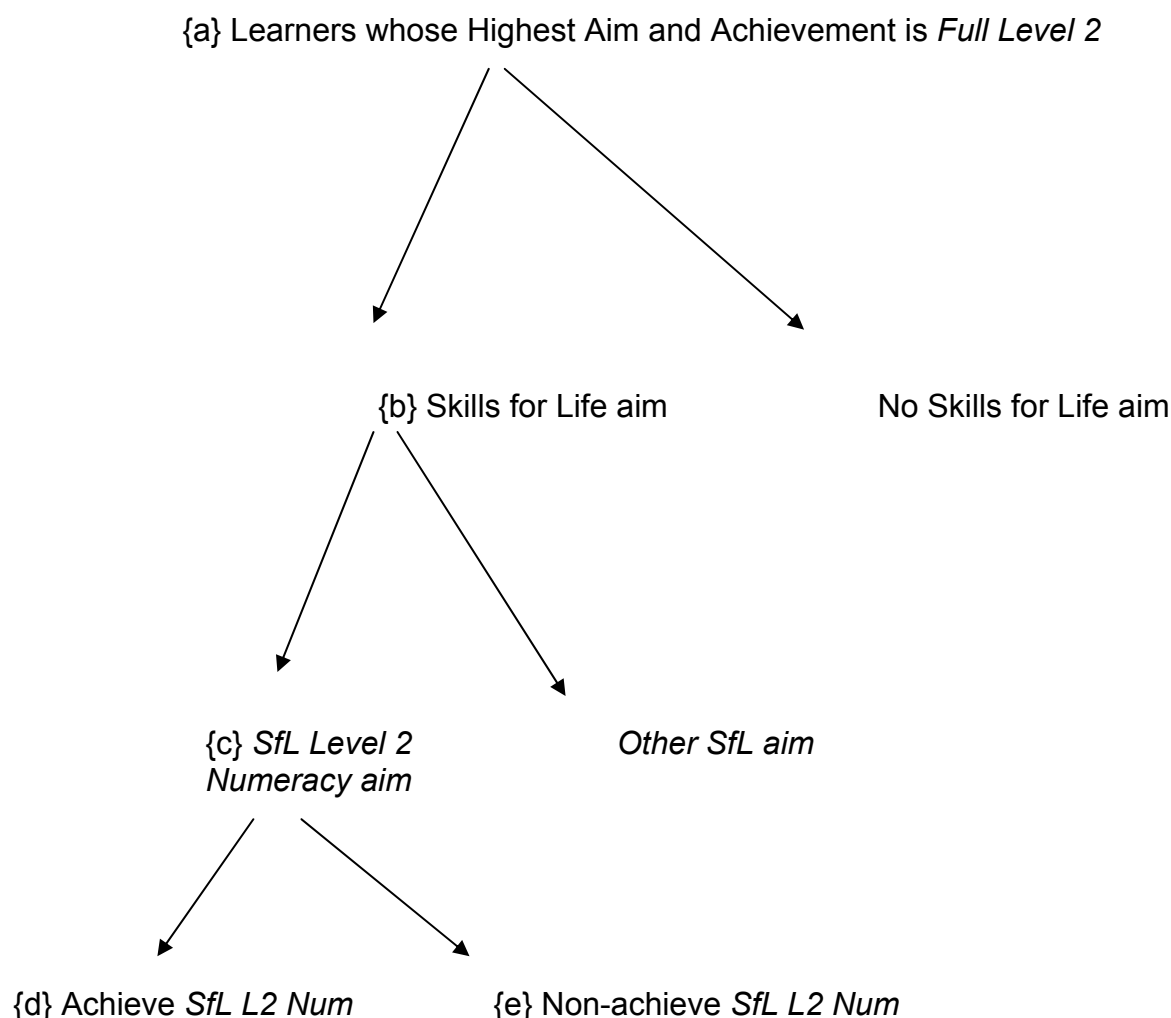 {a} Learners whose Highest Aim and Achievement is Full Level 2
{b} Skills for Life aim
No Skills for Life aim
{c} SfL Level 2
Numeracy aim
Other SfL aim
{d} Achieve SfL L2 Num
{e} Non-achieve SfL L2 Num